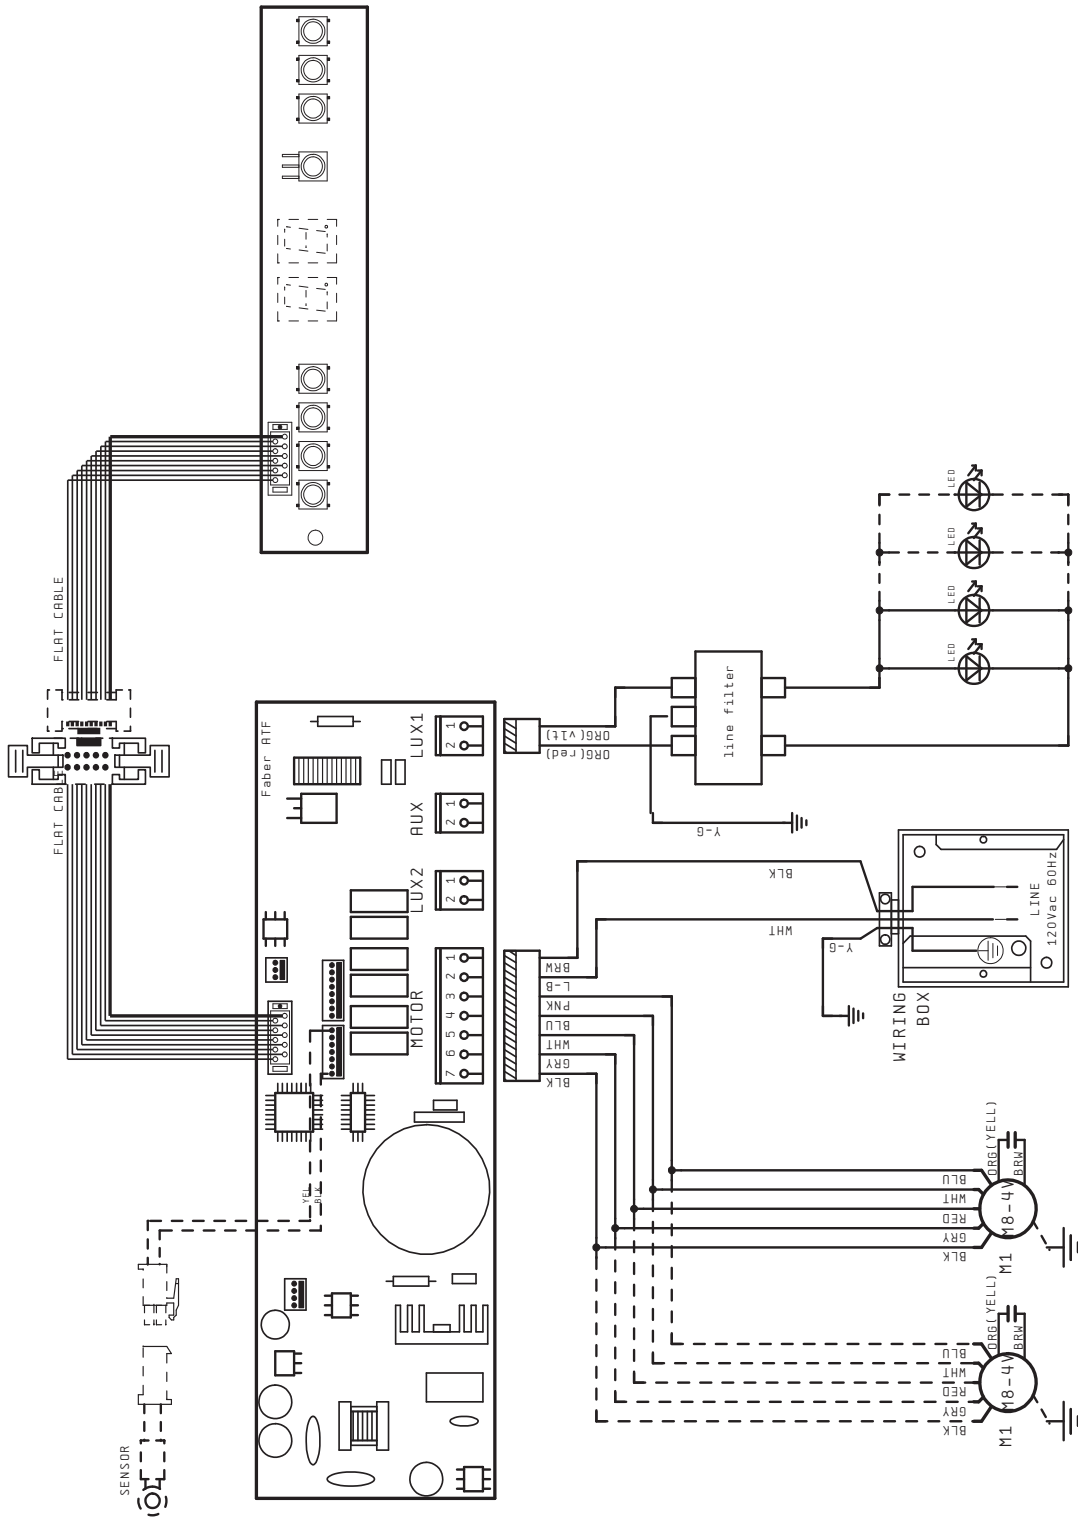 FLAT CABLE
FLAT CABLE
SENSOR
YEL
BLK
Faber ATF
LUX1
1
2
AUX
1
2
LUX2
1
2
MOTOR
1
2
3
4
5
6
7
ORG(vlt)
ORG(red)
line filter
Y-G
LED
LED
LED
LED
BRW
L-B
PNK
BLU
WHT
GRY
BLK
BLK
WHT
Y-G
LINE
120Vac 60Hz
WIRING
BOX
BLU
WHT
RED
GRY
BLK
ORG(YELL)
BRW
M8-4V
M1
BLU
WHT
RED
GRY
BLK
ORG(YELL)
BRW
M8-4V
M1